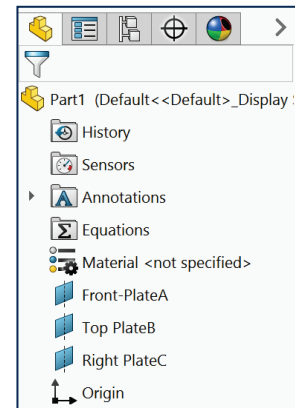 Part1 (Default<<Default>_Display
History
Sensors
Annotations
Equations
Material <not specified>
Front-PlateA
Top PlateB
Right PlateC
Origin